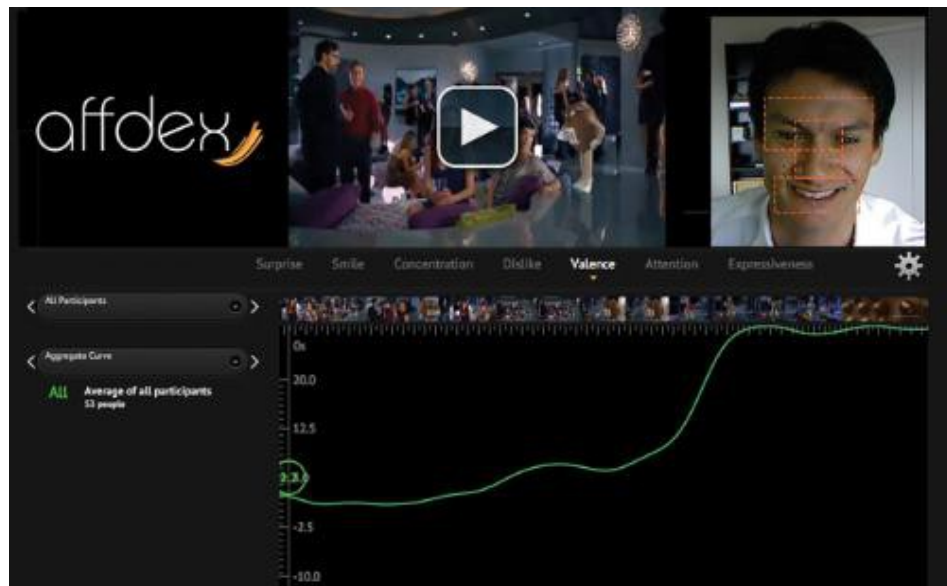 affdex
Surprise Smile Concentration Dislike Valence Attention Expressiveness
All Participants
Aggregate Curve
All Average of all participants
53 people
0s
20.0
12.5
-2.5
-10.0